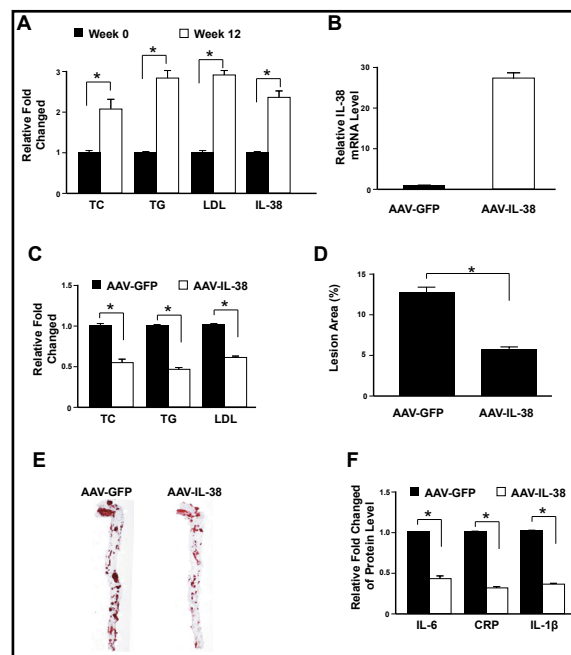 A
Week 0
Week 12
Relative Fold
Changed
3
2
1
0
*
*
*
*
TC
TG
LDL
IL-38
B
Relative IL-38
mRNA Level
30
20
10
0
AAV-GFP
AAV-IL-38
C
AAV-GFP
AAV-IL-38
Relative Fold
Changed
1.5
1.0
0.5
0
*
*
*
TC
TG
LDL
D
Lesion Area (%)
15
10
5
0
*
AAV-GFP
AAV-IL-38
E
AAV-GFP
AAV-IL-38
F
AAV-GFP
AAV-IL-38
Relative Fold Changed
of Protein Level
1.5
1.0
0.5
0
*
*
*
IL-6
CRP
IL-1β